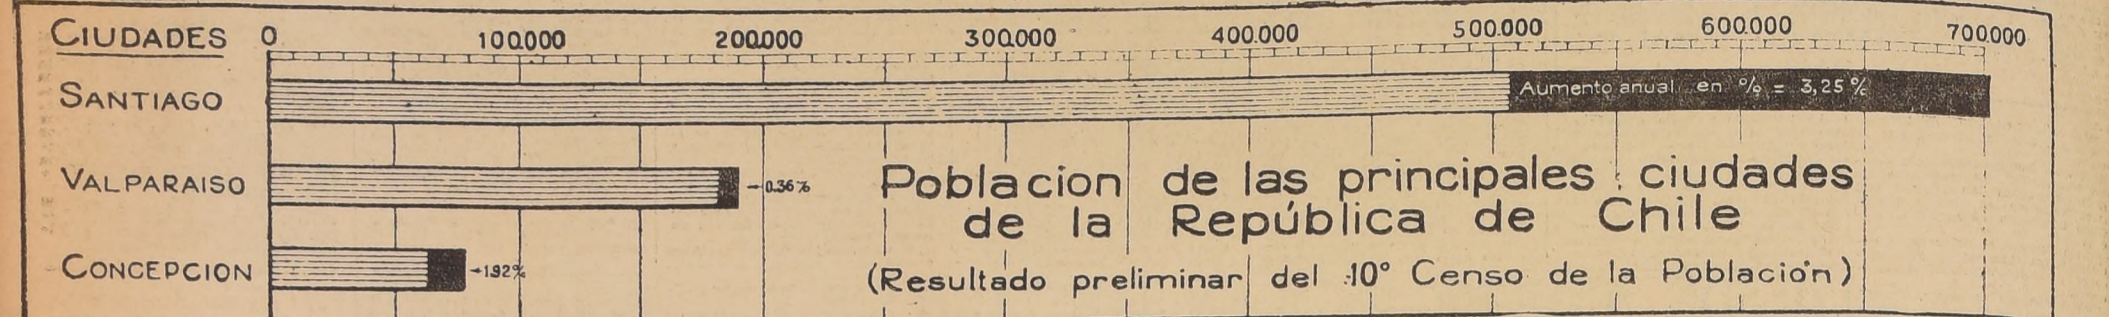 CIUDADES 0 100.000 200.000 300.000 400.000 500.000 600.000 700.000
SANTIAGO Aumento anual en % = 3,25 %
VALPARAISO 0.36 %
Poblacion de las principales ciudades
de la República de Chile
CONCEPCION 1.92 %
(Resultado preliminar del 10° Censo de la Población)